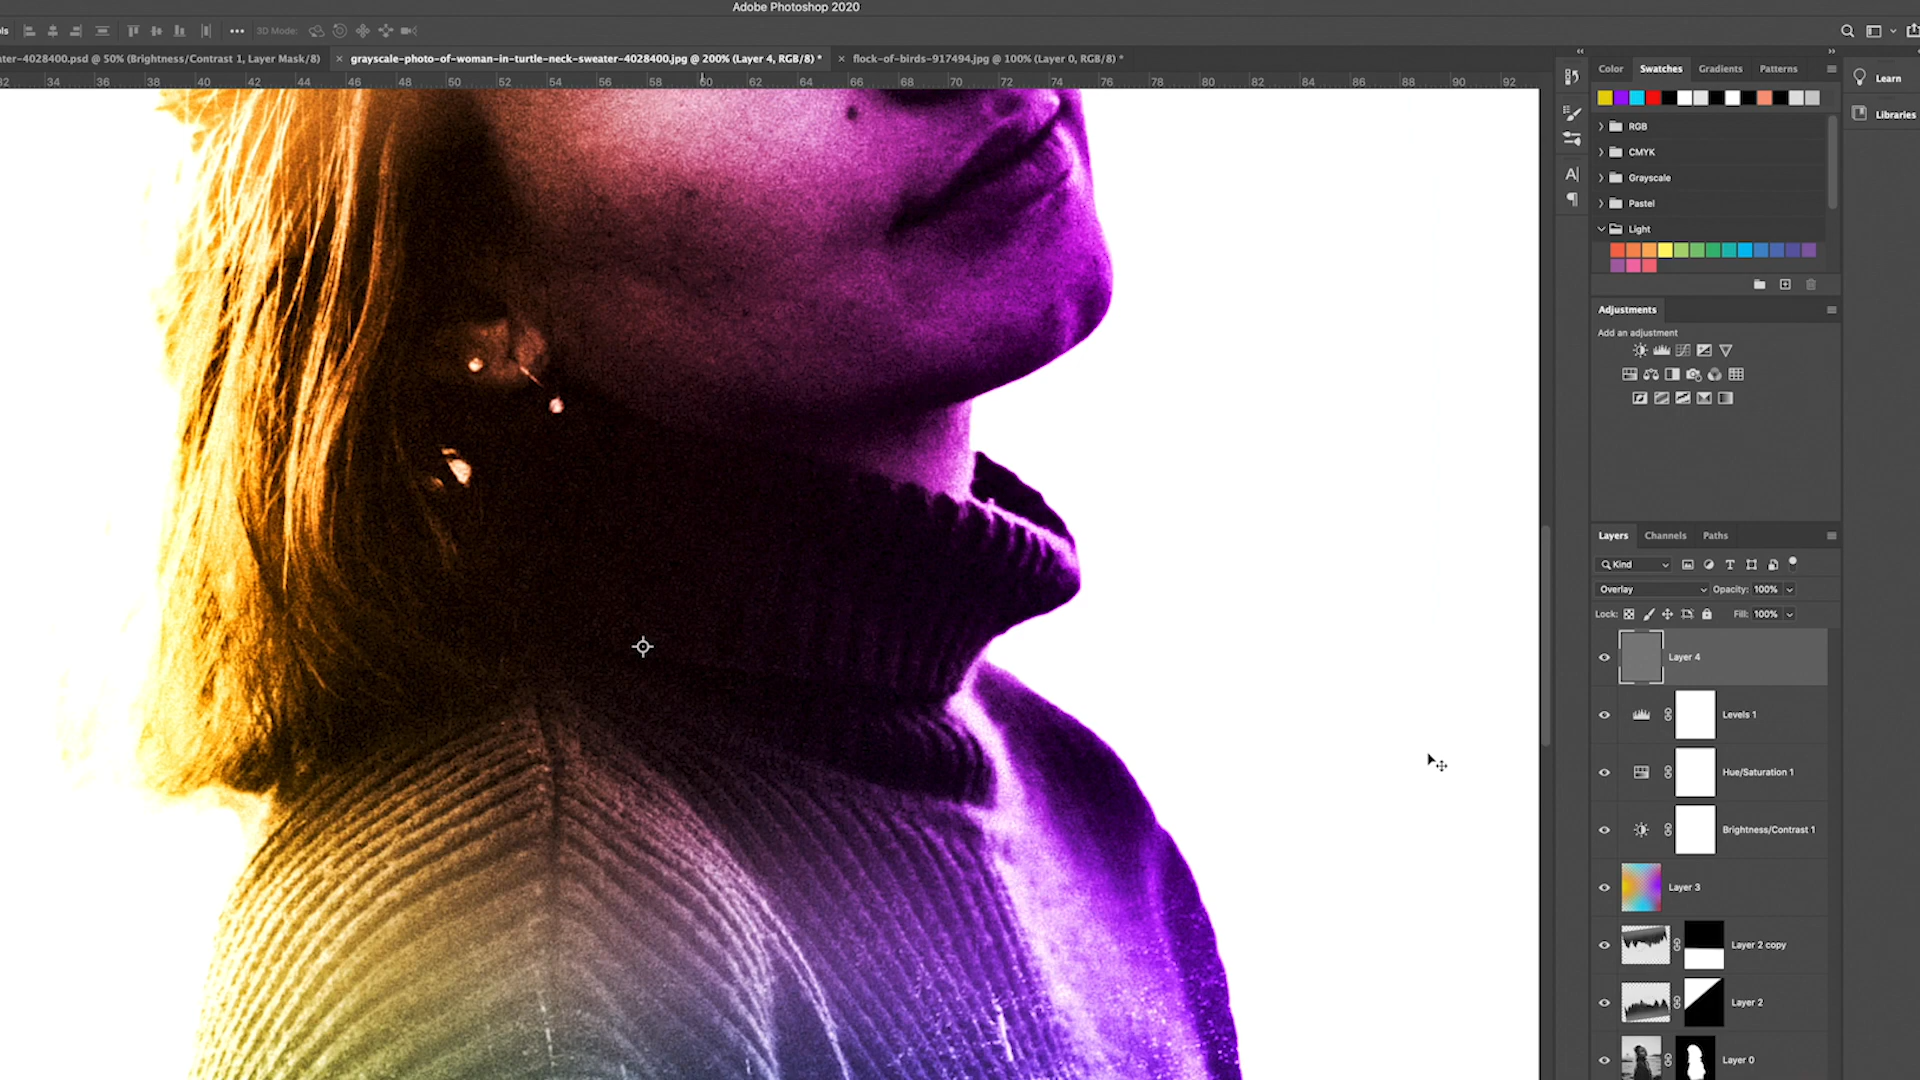 Adobe Photoshop 2020
ls
3D Mode:
ter-4028400.psd @ 50% (Brightness/Contrast 1, Layer Mask/8)
grayscale-photo-of-woman-in-turtle-neck-sweater-4028400.jpg @ 200% (Layer 4, RGB/8) *
flock-of-birds-917494.jpg @ 100% (Layer 0, RGB/8) *
32 34 36 38 40 42 44 46 48 50 52 54 56 58 60 62 64 66 68 70 72 74 76 78 80 82 84 86 88 90 92
Color Swatches Gradients Patterns
Learn
Libraries
RGB
CMYK
Grayscale
Pastel
Light
Adjustments
Add an adjustment
Layers Channels Paths
Kind
Overlay Opacity: 100%
Lock: Fill: 100%
Layer 4
Levels 1
Hue/Saturation 1
Brightness/Contrast 1
Layer 3
Layer 2 copy
Layer 2
Layer 0